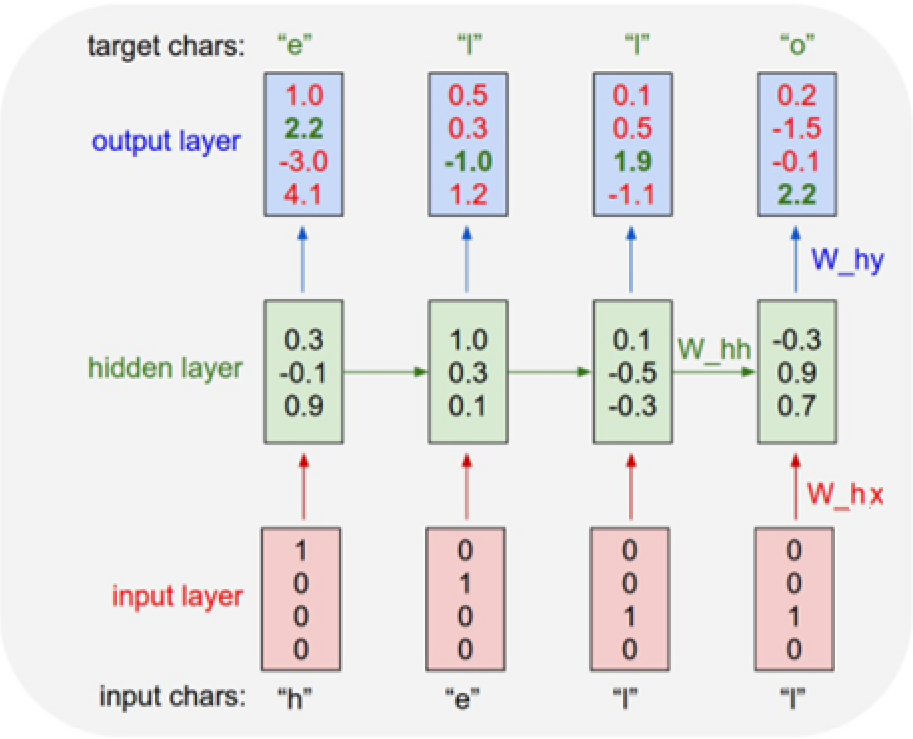 target chars: “e” “l” “l” “o”
1.0 0.5 0.1 0.2
2.2 0.3 0.5 -1.5
output layer
-3.0 -1.0 1.9 -0.1
4.1 1.2 -1.1 2.2
W_hy
0.3 1.0 0.1 -0.3
W_hh
hidden layer -0.1 0.3 -0.5 0.9
0.9 0.1 -0.3 0.7
W_hx
1 0 0 0
0 1 0 0
input layer
0 0 1 1
0 0 0 0
input chars: “h” “e” “l” “l”